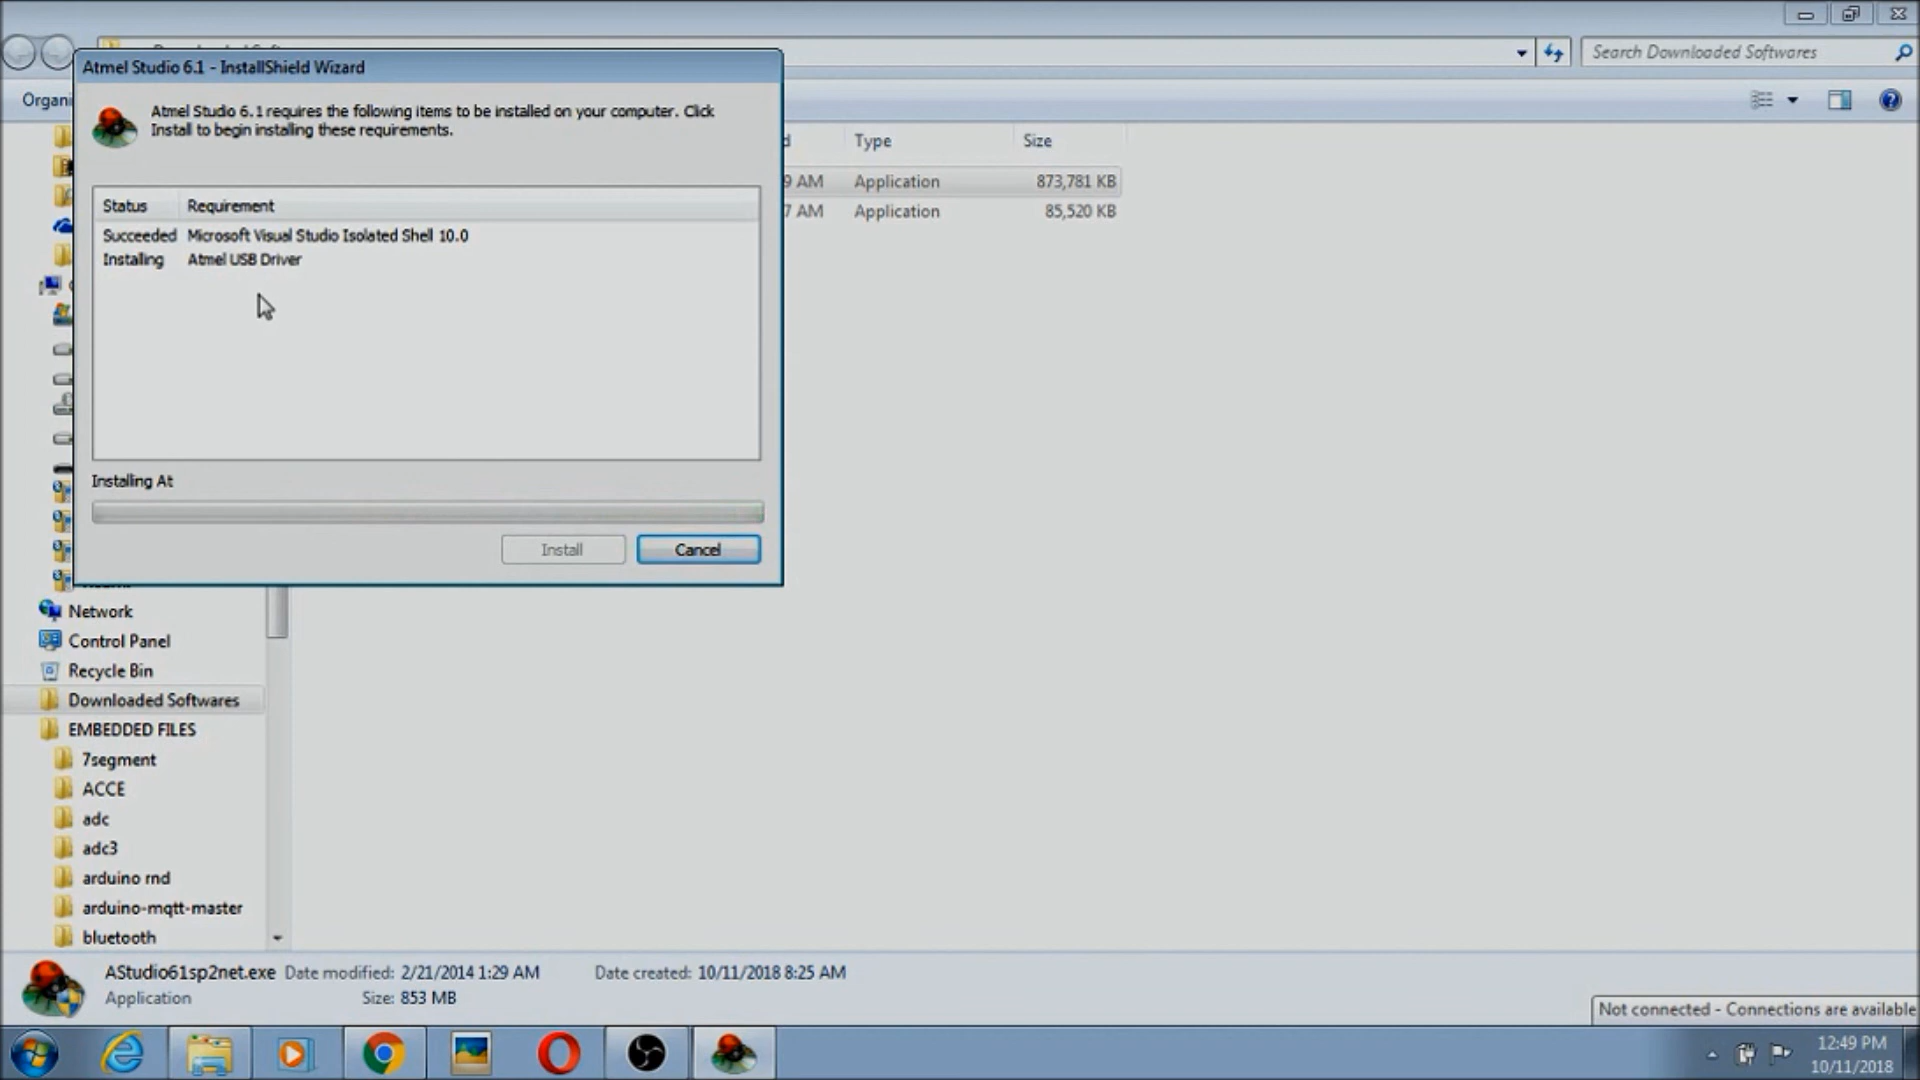 Search Downloaded Softwares
Atmel Studio 6.1 - InstallShield Wizard
Organi
Atmel Studio 6.1 requires the following items to be installed on your computer. Click
Install to begin installing these requirements.
d
Type
Size
9 AM
Application
873,781 KB
7 AM
Application
85,520 KB
Status
Requirement
Succeeded
Microsoft Visual Studio Isolated Shell 10.0
Installing
Atmel USB Driver
Installing At
Install
Cancel
Network
Control Panel
Recycle Bin
Downloaded Softwares
EMBEDDED FILES
7segment
ACCE
adc
adc3
arduino rnd
arduino-mqtt-master
bluetooth
AStudio61sp2net.exe
Date modified: 2/21/2014 1:29 AM
Date created: 10/11/2018 8:25 AM
Application
Size: 853 MB
Not connected - Connections are available
12:49 PM
10/11/2018